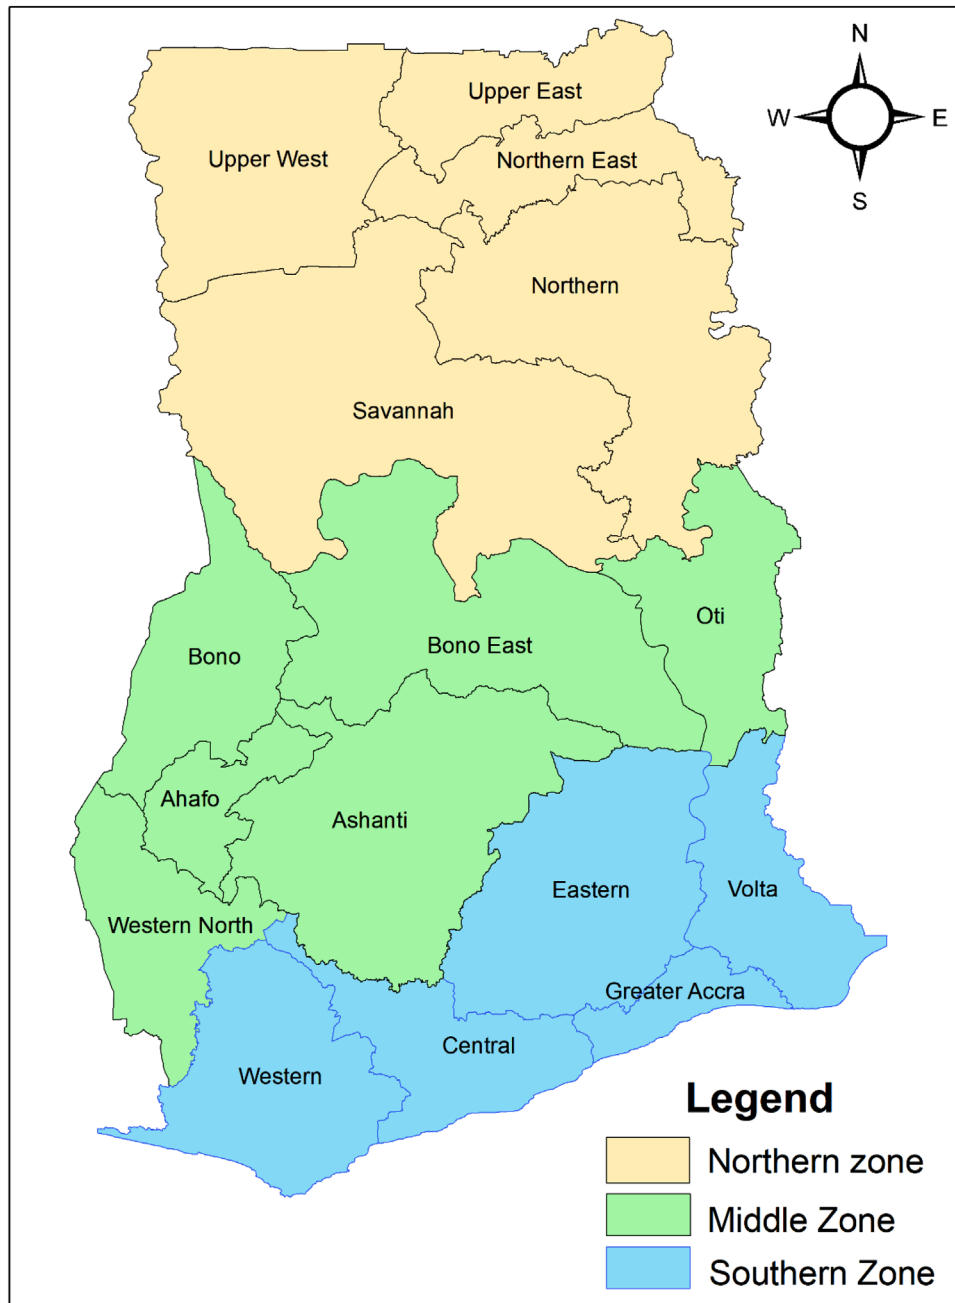 N
W E
S
Upper East
Upper West
Northern East
Northern
Savannah
Oti
Bono East
Bono
Ahafo
Ashanti
Eastern
Volta
Western North
Greater Accra
Central
Western
Legend
Northern zone
Middle Zone
Southern Zone